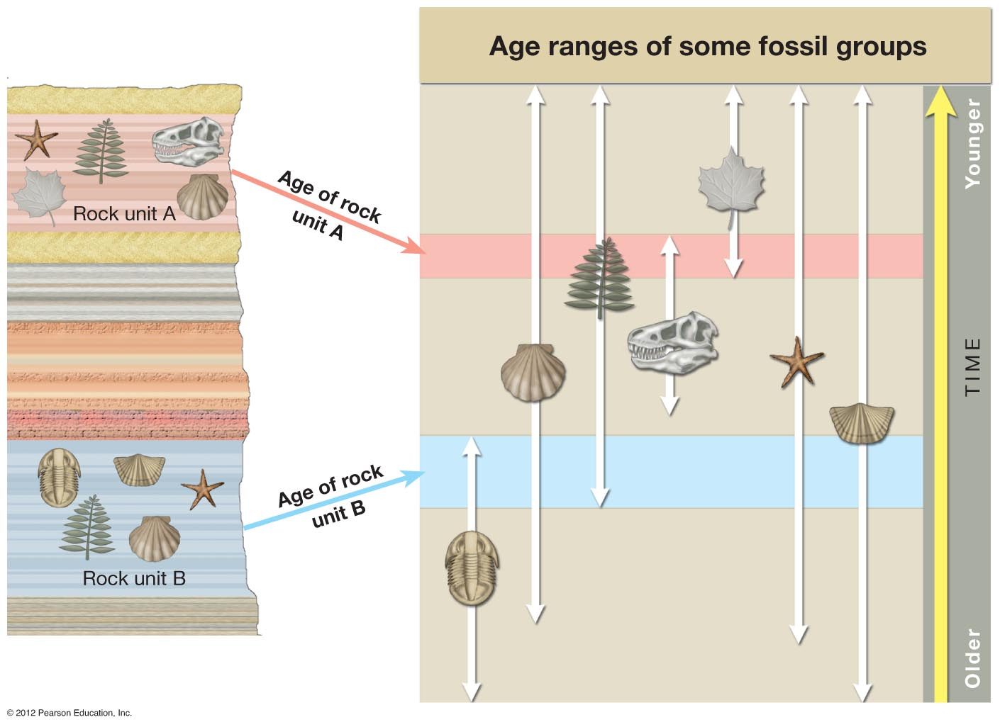 Age ranges of some fossil groups
Rock unit A
Age of rock
unit A
Younger
TIME
Age of rock
unit B
Rock unit B
Older
© 2012 Pearson Education, Inc.